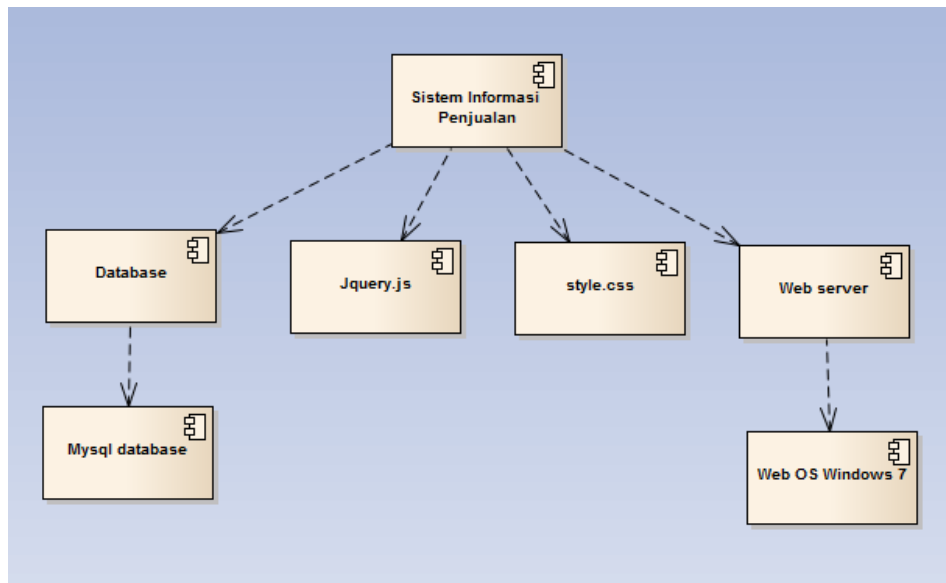 Sistem Informasi
Penjualan
Database
Jquery.js
style.css
Web server
Mysql database
Web OS Windows 7